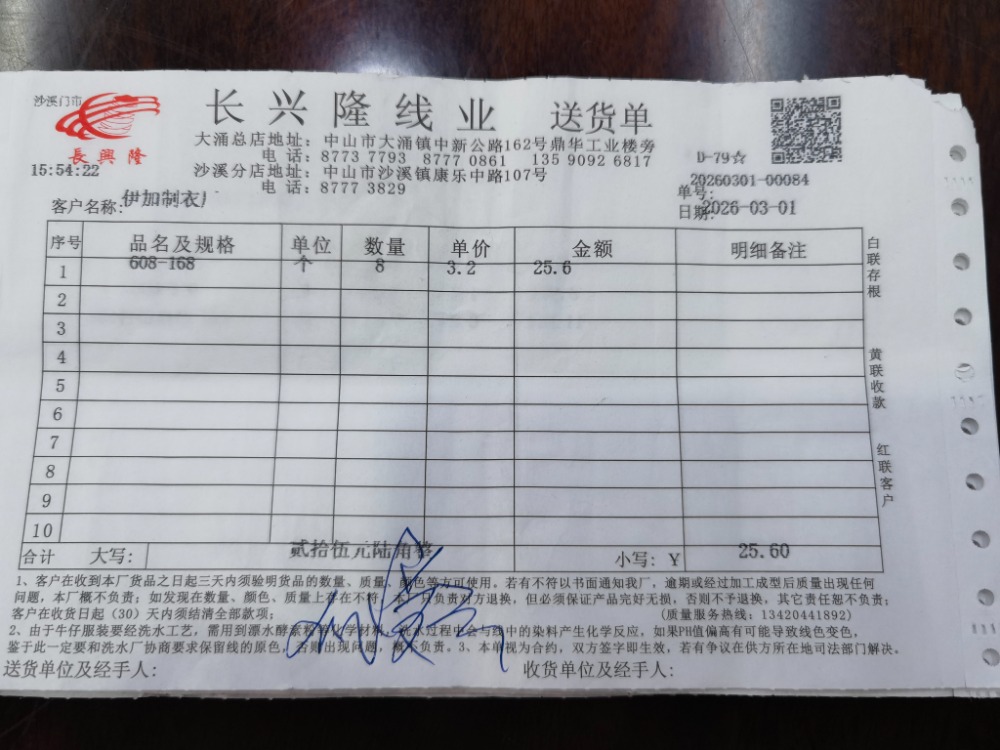 沙溪门市
長興隆
15:54:22
长兴隆线业 送货单
大涌总店地址：中山市大涌镇中新公路162号鼎华工业楼旁
电 话：8773 7793 8777 0861 135 9092 6817
沙溪分店地址：中山市沙溪镇康乐中路107号
电 话：8777 3829
D-79☆
20260301-00084
单号:
日期:2026-03-01
客户名称:伊加制衣
序号 品名及规格 单位 数量 单价 金额 明细备注
1 608-168 个 8 3.2 25.6
2
3
4
5
6
7
8
9
10
合计 大写: 贰拾伍元陆角整 小写: ¥ 25.60
白联存根
黄联收款
红联客户
1、客户在收到本厂货品之日起三天内须验明货品的数量、质量、颜色等方可使用。若有不符以书面通知我厂，逾期或经过加工成型后质量出现任何
问题，本厂概不负责；如发现在数量、颜色、质量上存在不符，本厂只负责对方退换，但必须保证产品完好无损，否则不予退换，其它责任恕不负责；
客户在收货日起（30）天内须结清全部款项； (质量服务热线：13420441892)
2、由于牛仔服装要经洗水工艺，需用到漂水酵素粉等化学材料，洗水过程中会与线中的染料产生化学反应，如果PH值偏高有可能导致线色变色，
鉴于此一定要和洗水厂协商要求保留线的原色，否则出现问题，概不负责。3、本单视为合约，双方签字即生效，若有争议在供方所在地司法部门解决。
送货单位及经手人: 收货单位及经手人: